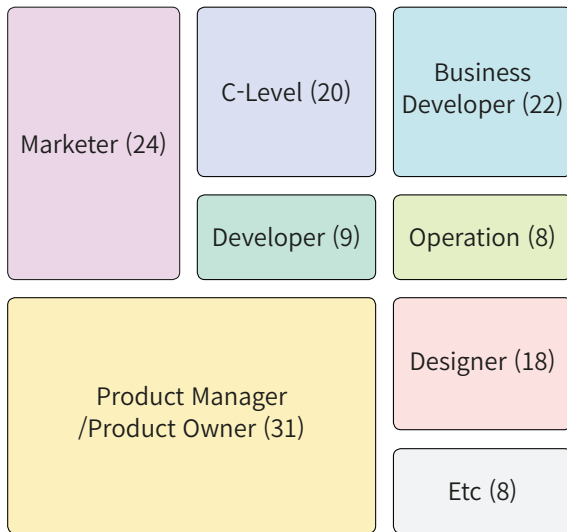 Marketer (24)
C-Level (20)
Business
Developer (22)
Developer (9)
Operation (8)
Product Manager
/Product Owner (31)
Designer (18)
Etc (8)